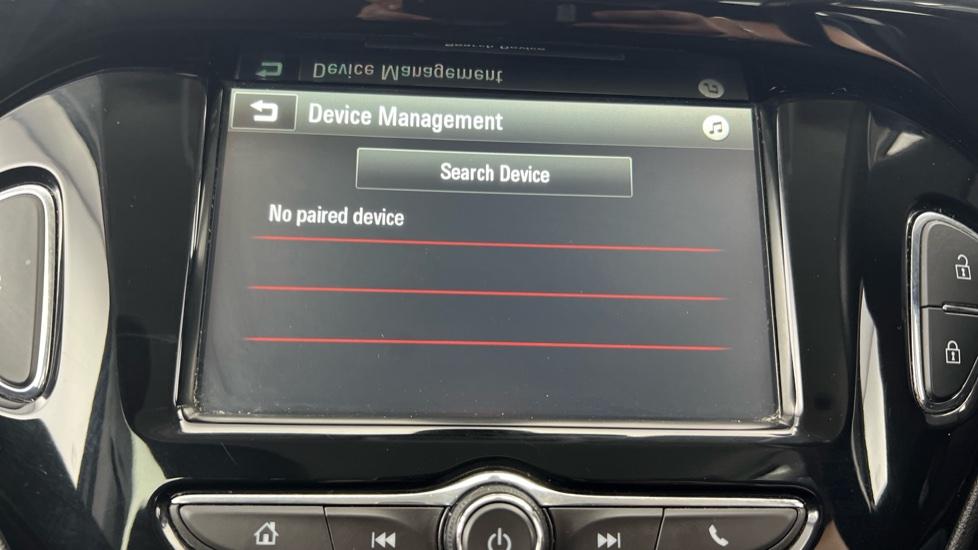 Device Management
Search Device
No paired device